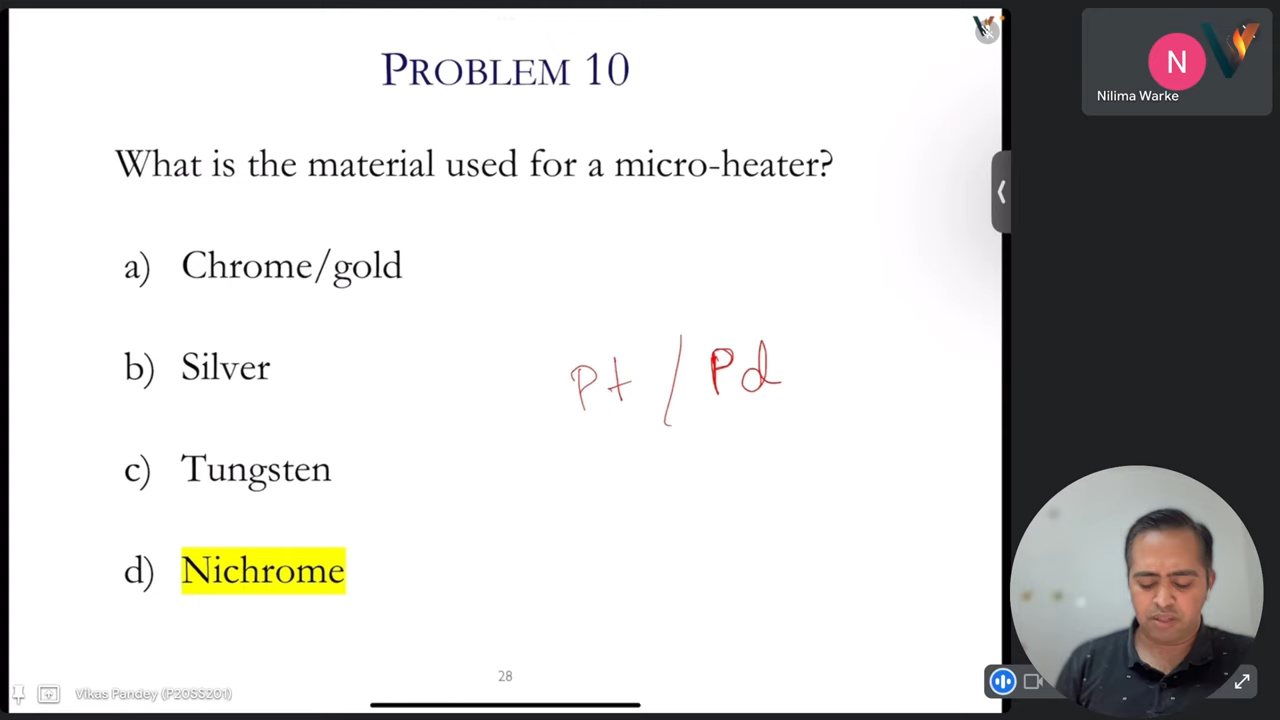 PROBLEM 10
What is the material used for a micro-heater?
a) Chrome/gold
b) Silver
Pt / Pd
c) Tungsten
d) Nichrome
28
Vikas Pandey (P20SS201)
N
Nilima Warke